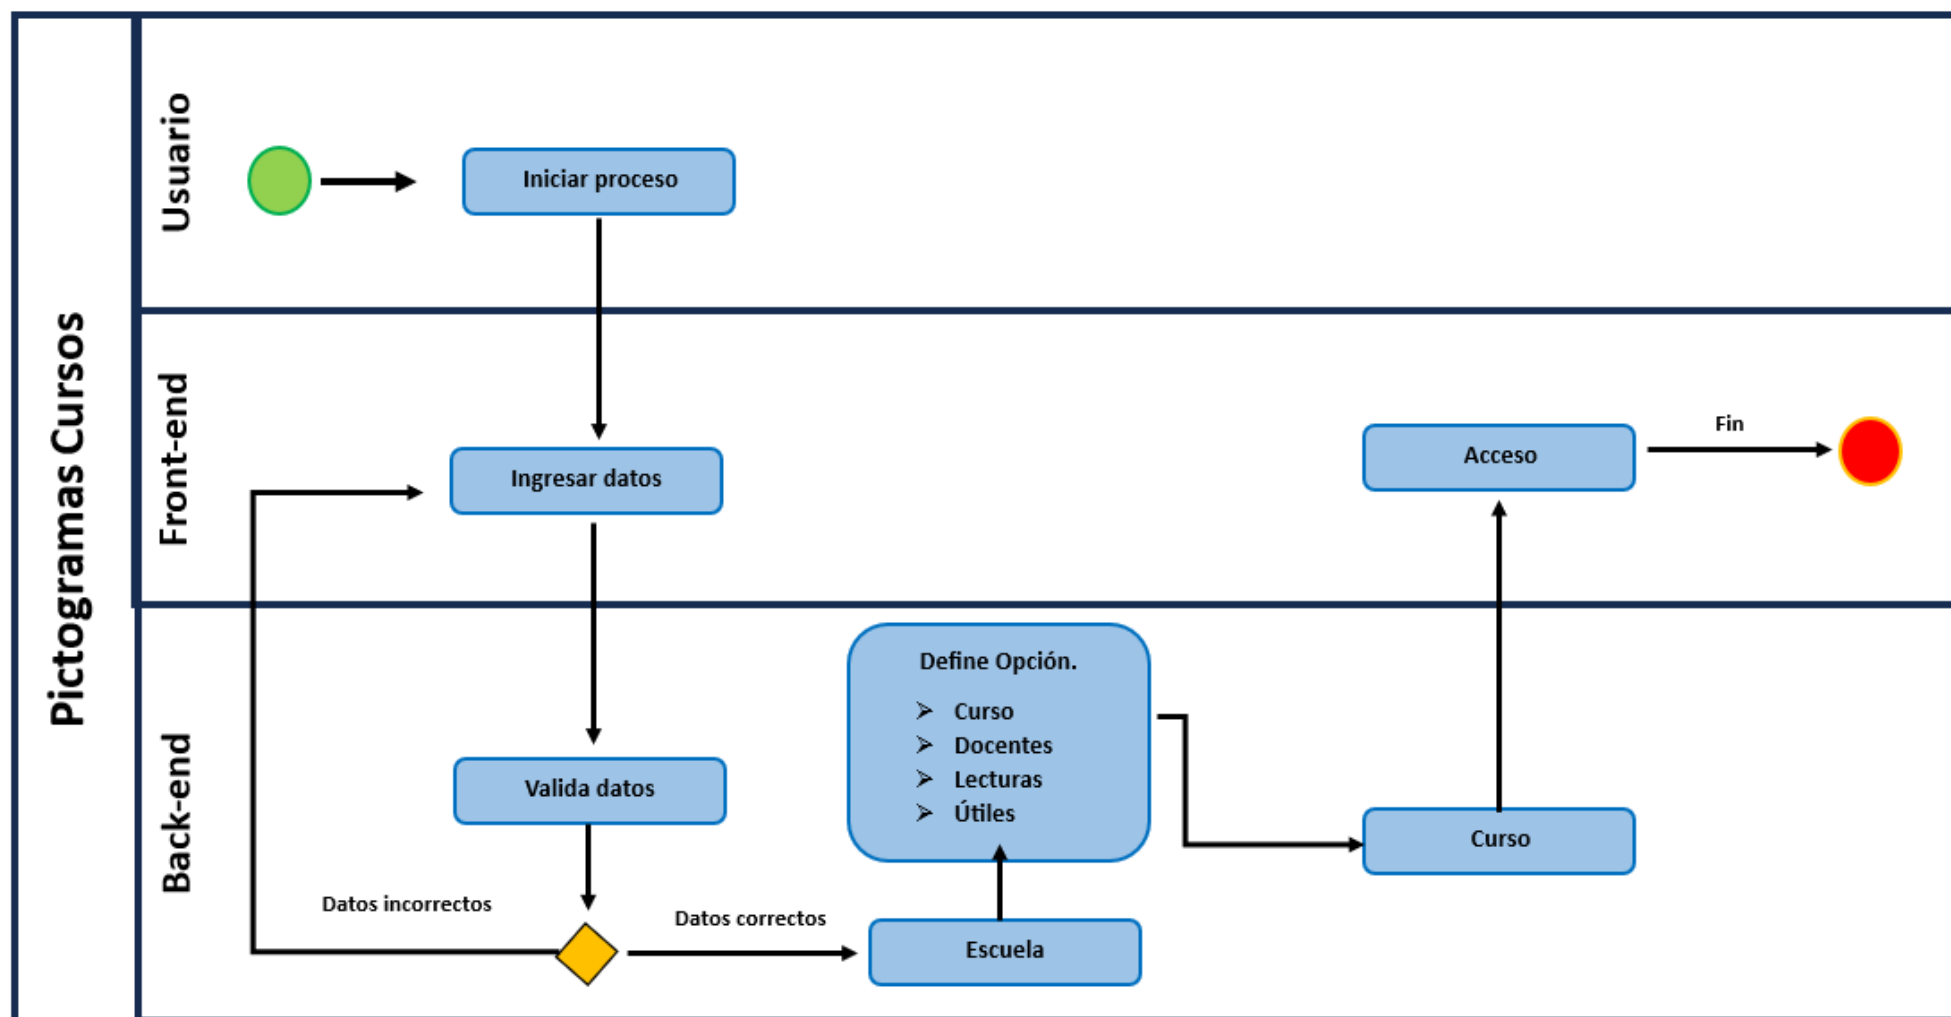 Pictogramas Cursos
Usuario
Iniciar proceso
Front-end
Ingresar datos
Acceso
Fin
Back-end
Valida datos
Datos incorrectos
Datos correctos
Escuela
Define Opción.
Curso
Docentes
Lecturas
Útiles
Curso